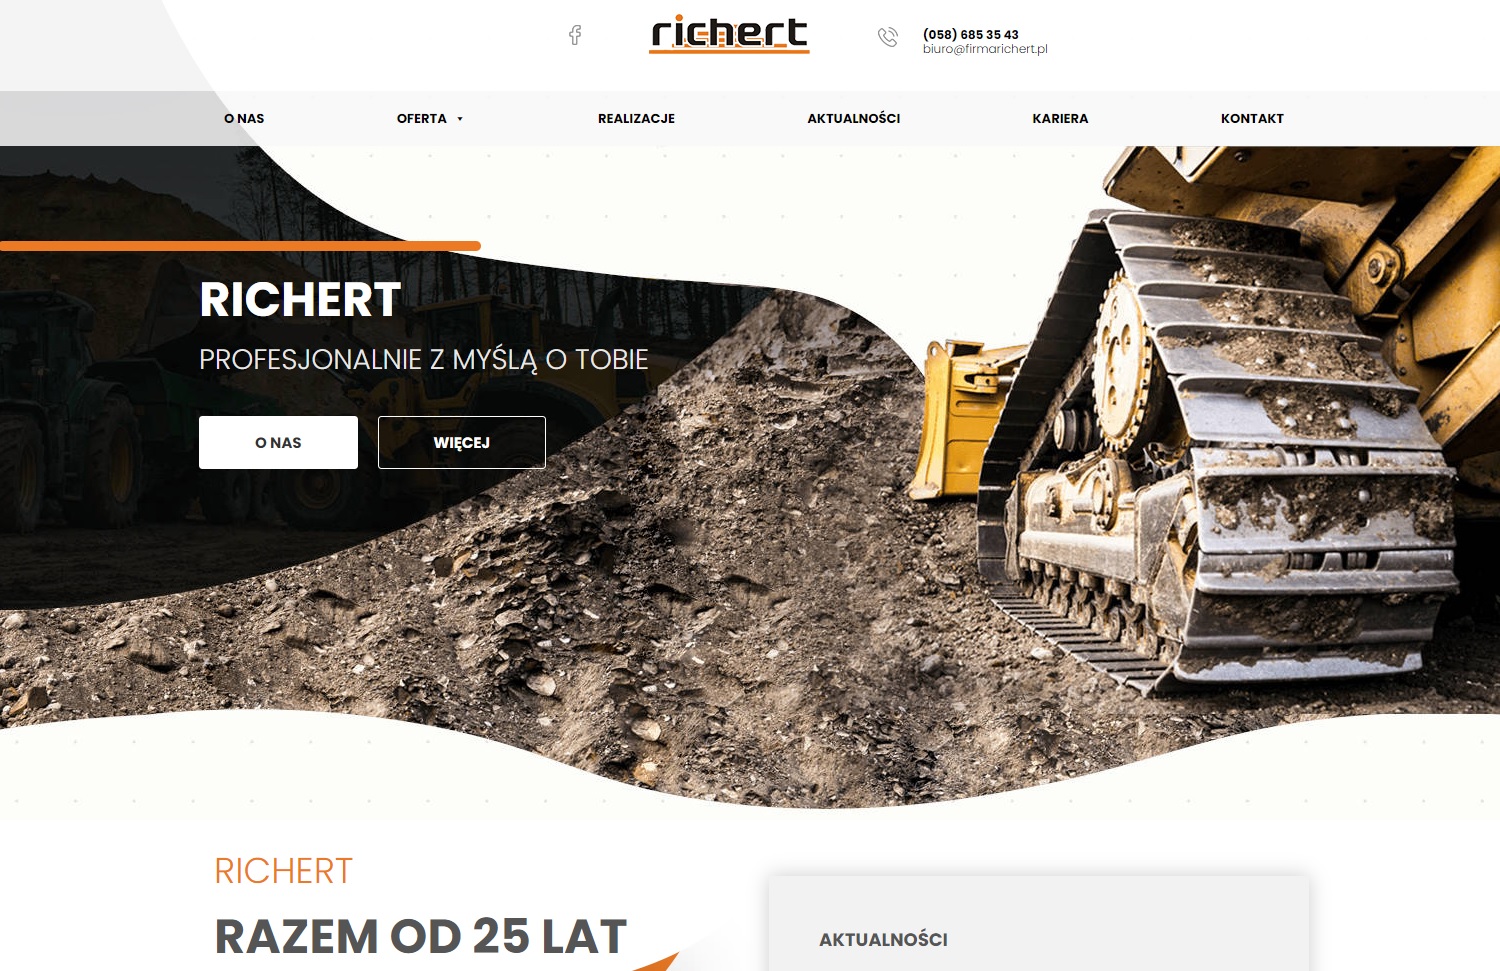 richert
(058) 685 35 43
biuro@firmarichert.pl
O NAS
OFERTA
REALIZACJE
AKTUALNOŚCI
KARIERA
KONTAKT
RICHERT
PROFESJONALNIE Z MYŚLĄ O TOBIE
O NAS
WIĘCEJ
RICHERT
RAZEM OD 25 LAT
AKTUALNOŚCI